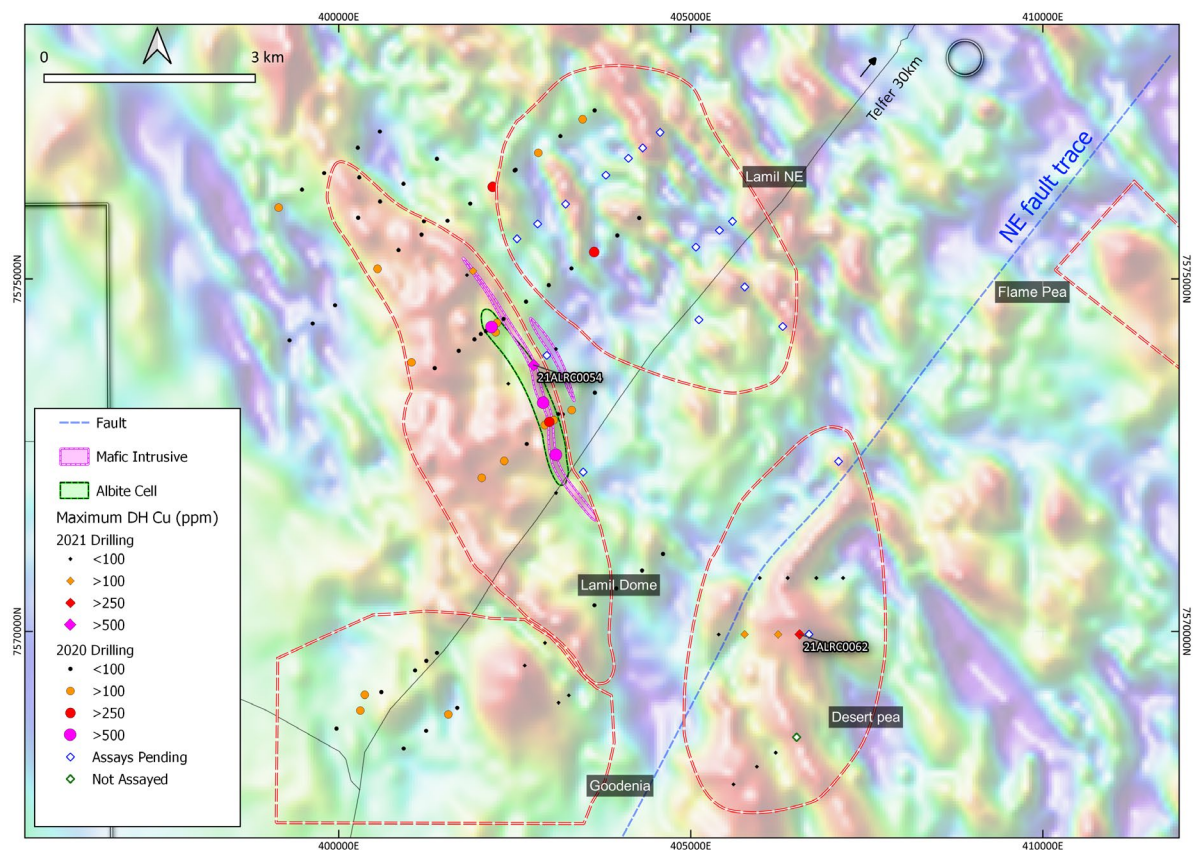 400000E
405000E
410000E
0
3 km
Telfer 30km
Lamil NE
NE fault trace
7575000N
7575000N
Flame Pea
21ALRC0054
Fault
Mafic Intrusive
Albite Cell
Maximum DH Cu (ppm)
2021 Drilling
<100
>100
>250
>500
2020 Drilling
<100
>100
>250
>500
Assays Pending
Not Assayed
Lamil Dome
7570000N
7570000N
21ALRC0062
Desert pea
Goodenia
400000E
405000E
410000E